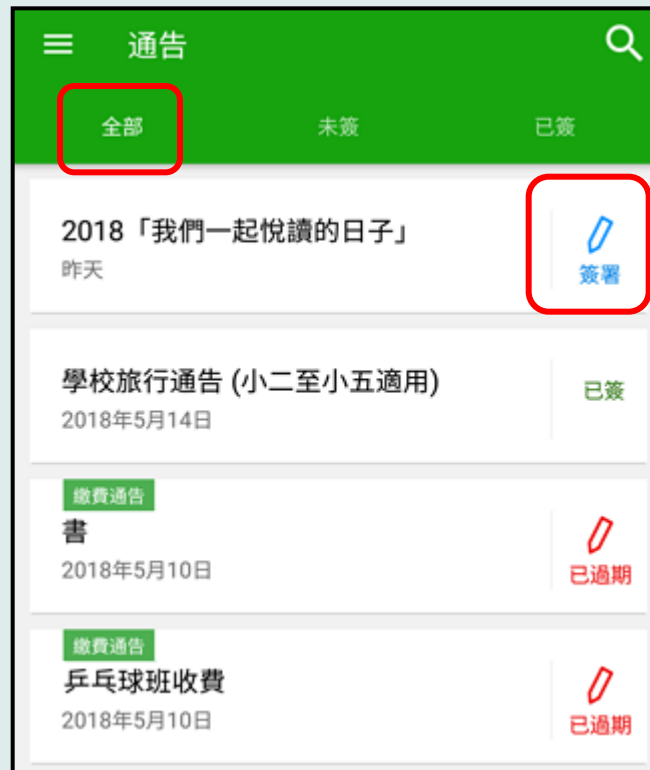 通告
全部 未簽 已簽
2018「我們一起悅讀的日子」
昨天
簽署
學校旅行通告 (小二至小五適用)
2018年5月14日
已簽
繳費通告
書
2018年5月10日
已過期
繳費通告
乒乓球班收費
2018年5月10日
已過期